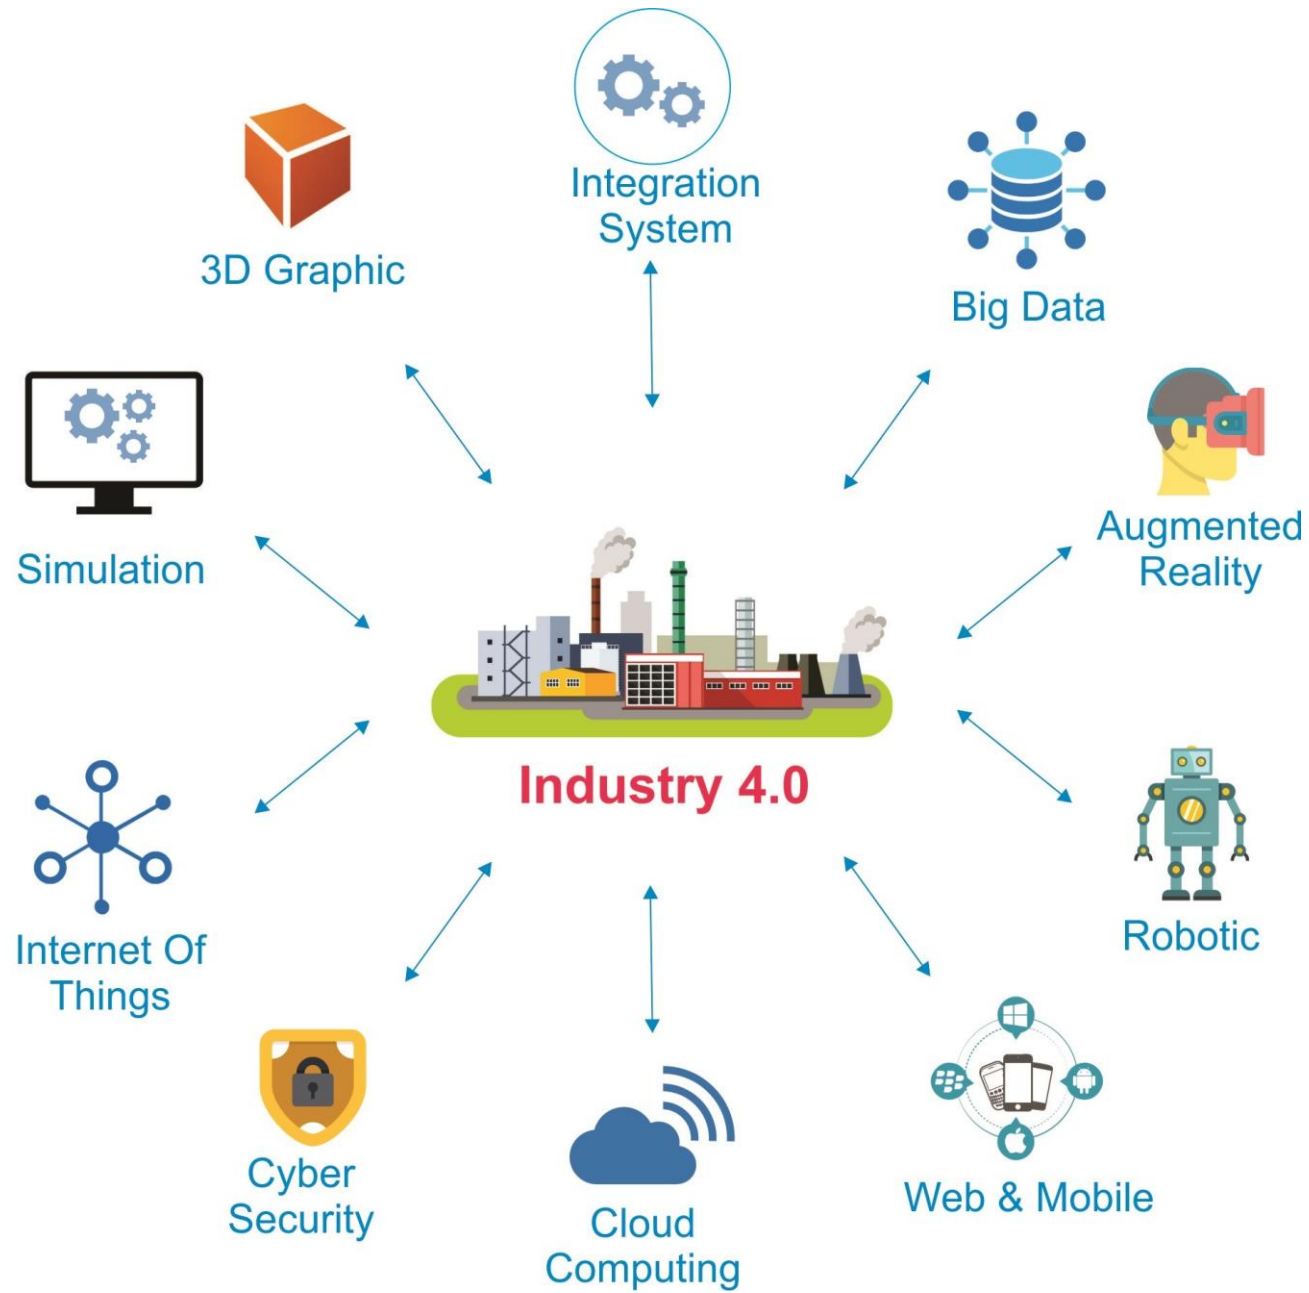 Integration
System
3D Graphic
Big Data
Simulation
Augmented
Reality
Industry 4.0
Internet Of
Things
Robotic
Cyber
Security
Web & Mobile
Cloud
Computing